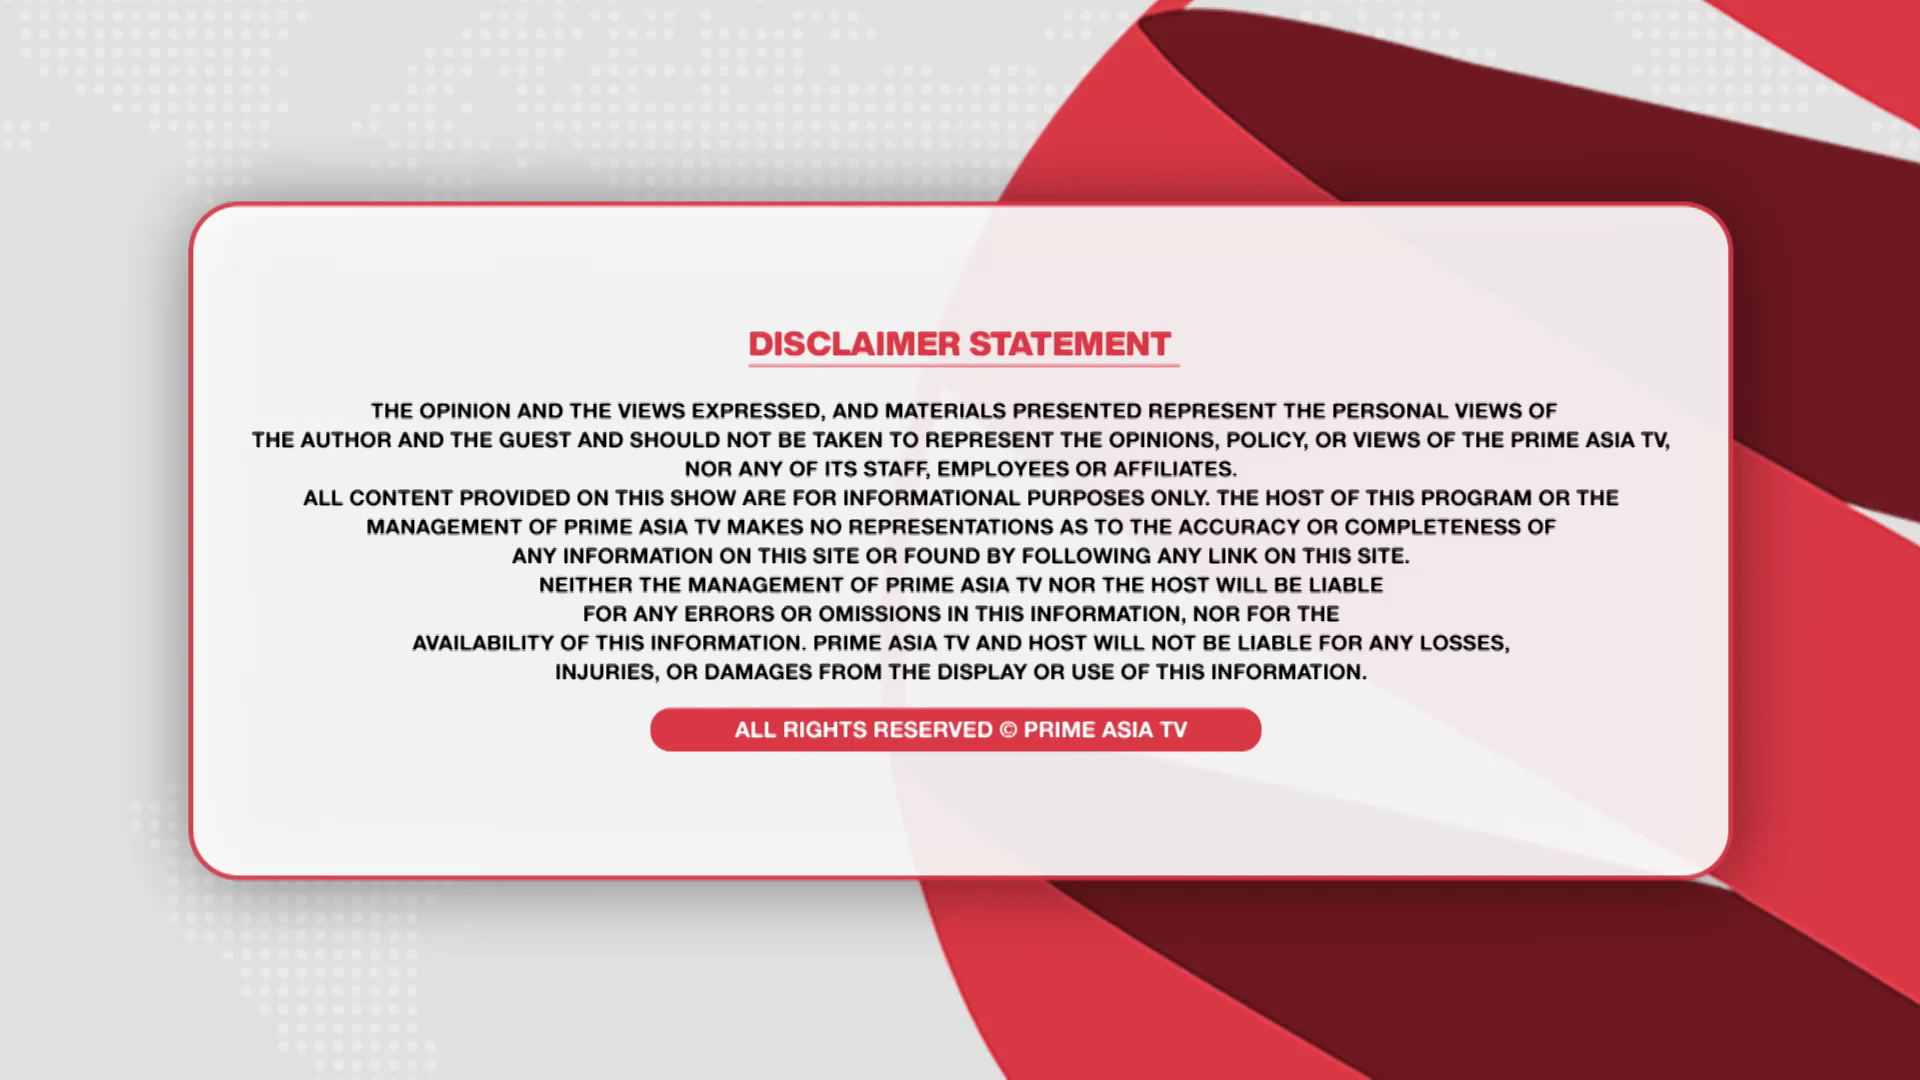 DISCLAIMER STATEMENT
THE OPINION AND THE VIEWS EXPRESSED, AND MATERIALS PRESENTED REPRESENT THE PERSONAL VIEWS OF
THE AUTHOR AND THE GUEST AND SHOULD NOT BE TAKEN TO REPRESENT THE OPINIONS, POLICY, OR VIEWS OF THE PRIME ASIA TV,
NOR ANY OF ITS STAFF, EMPLOYEES OR AFFILIATES.
ALL CONTENT PROVIDED ON THIS SHOW ARE FOR INFORMATIONAL PURPOSES ONLY. THE HOST OF THIS PROGRAM OR THE
MANAGEMENT OF PRIME ASIA TV MAKES NO REPRESENTATIONS AS TO THE ACCURACY OR COMPLETENESS OF
ANY INFORMATION ON THIS SITE OR FOUND BY FOLLOWING ANY LINK ON THIS SITE.
NEITHER THE MANAGEMENT OF PRIME ASIA TV NOR THE HOST WILL BE LIABLE
FOR ANY ERRORS OR OMISSIONS IN THIS INFORMATION, NOR FOR THE
AVAILABILITY OF THIS INFORMATION. PRIME ASIA TV AND HOST WILL NOT BE LIABLE FOR ANY LOSSES,
INJURIES, OR DAMAGES FROM THE DISPLAY OR USE OF THIS INFORMATION.
ALL RIGHTS RESERVED © PRIME ASIA TV